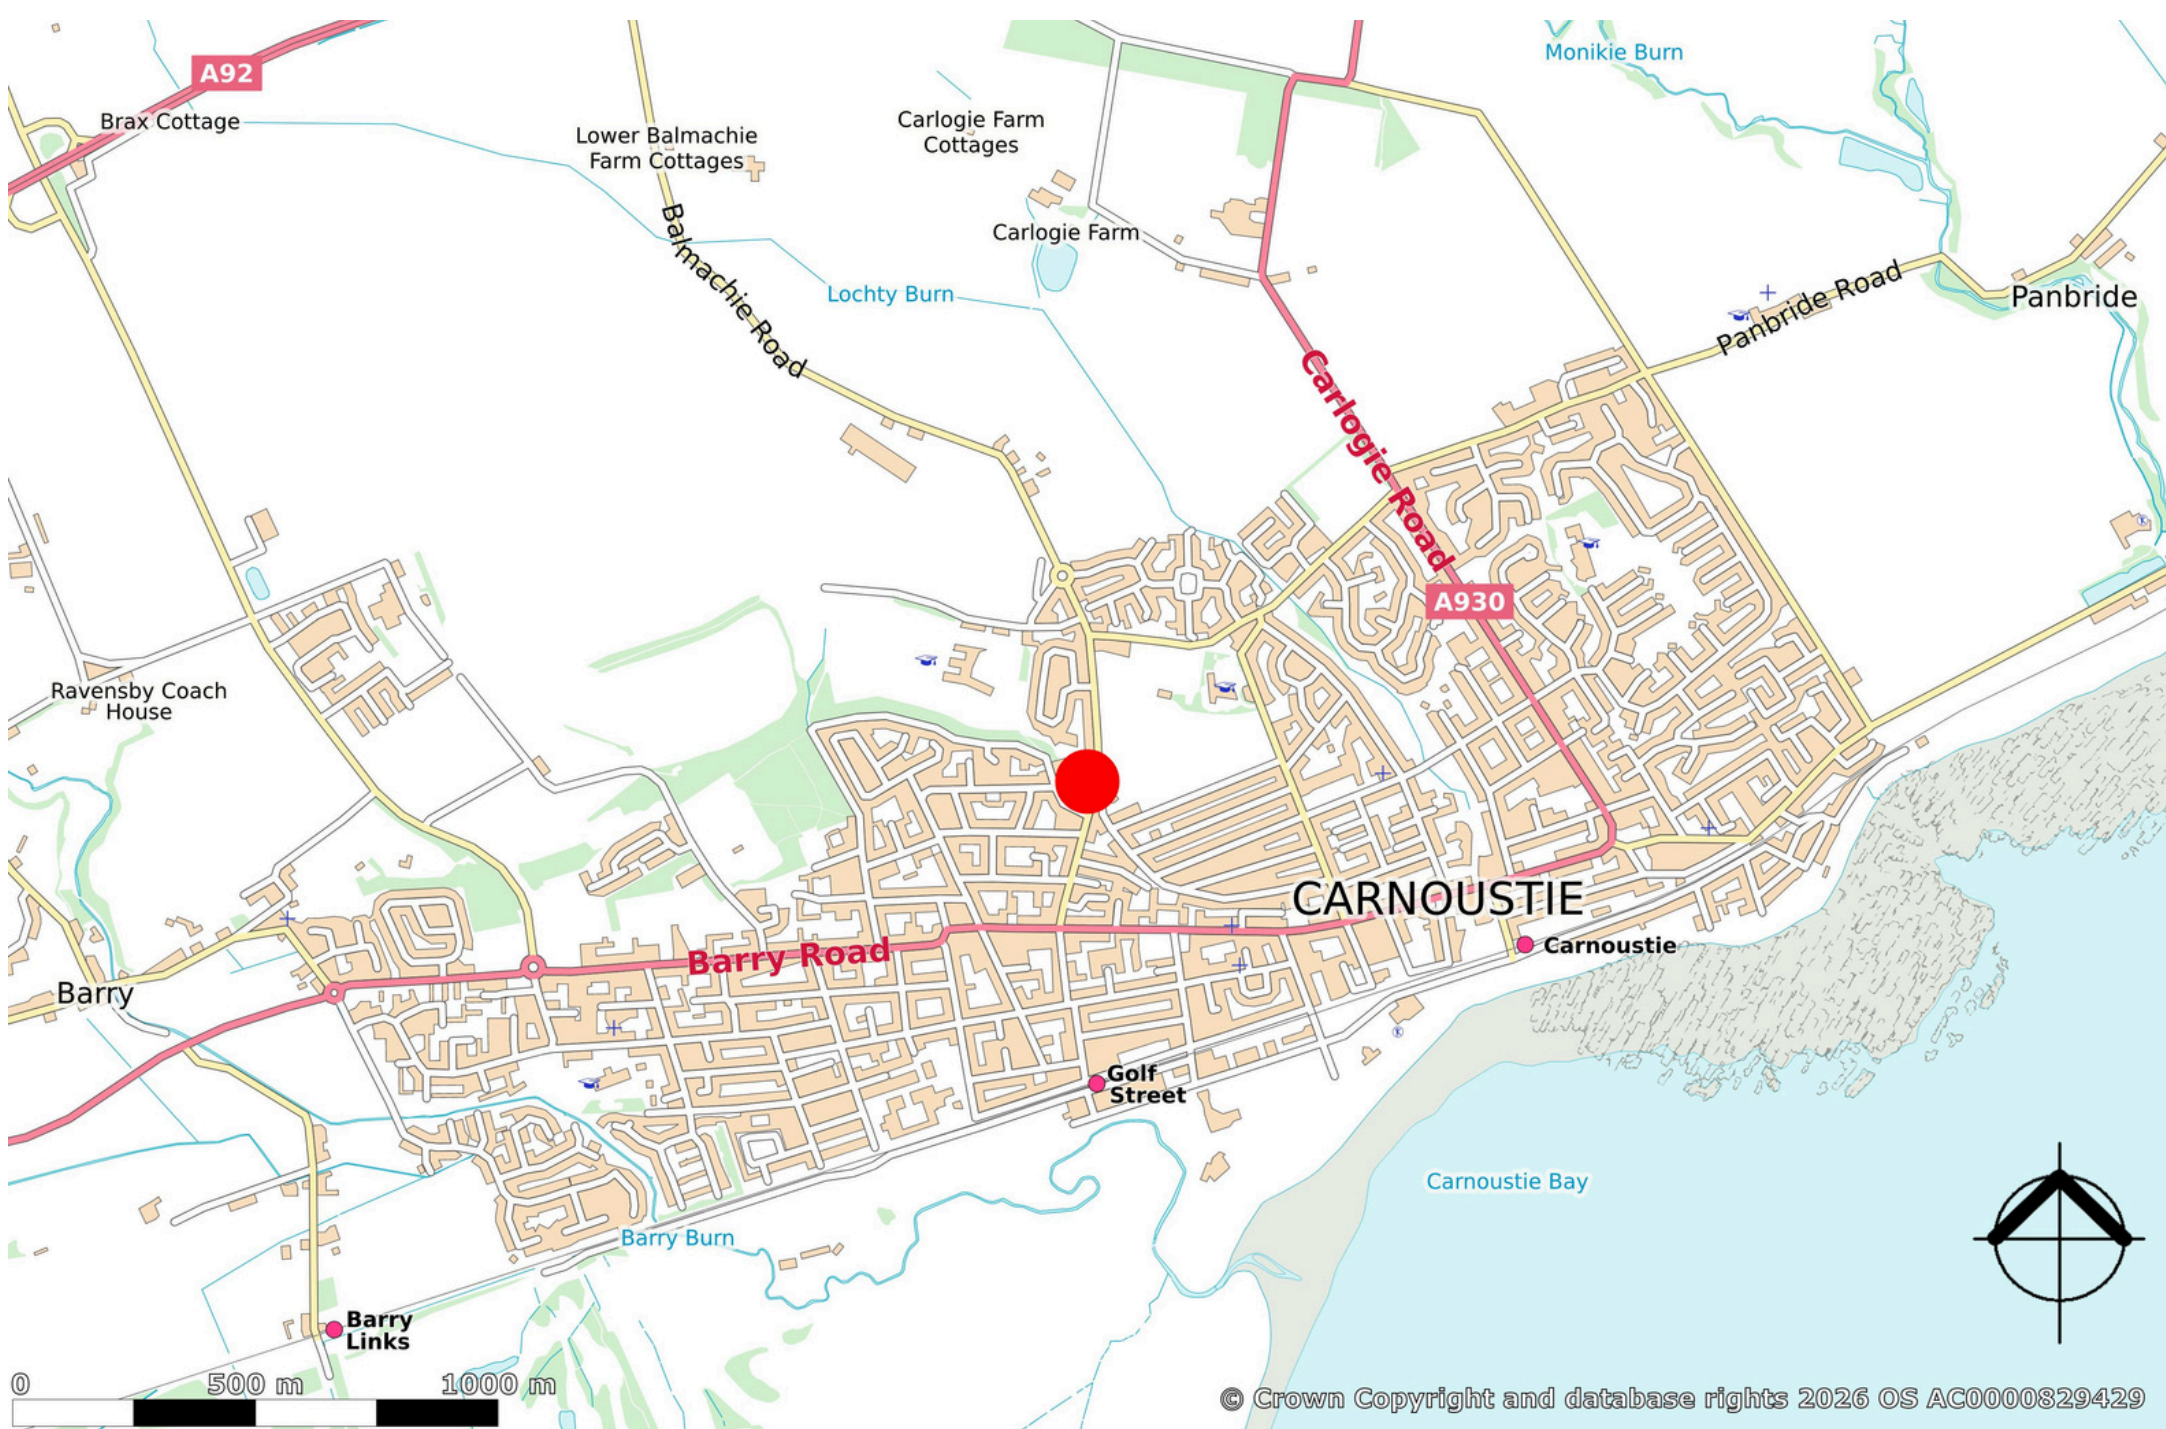 Monikie Burn
A92
Brax Cottage
Lower Balmachie
Farm Cottages
Carlogie Farm
Cottages
Carlogie Farm
Balmachie Road
Lochty Burn
Panbride Road
Panbride
Carlogie Road
A930
Ravensby Coach
House
CARNOUSTIE
Barry Road
Carnoustie
Barry
Golf
Street
Carnoustie Bay
Barry Burn
Barry
Links
0 500 m 1000 m
© Crown Copyright and database rights 2026 OS AC0000829429